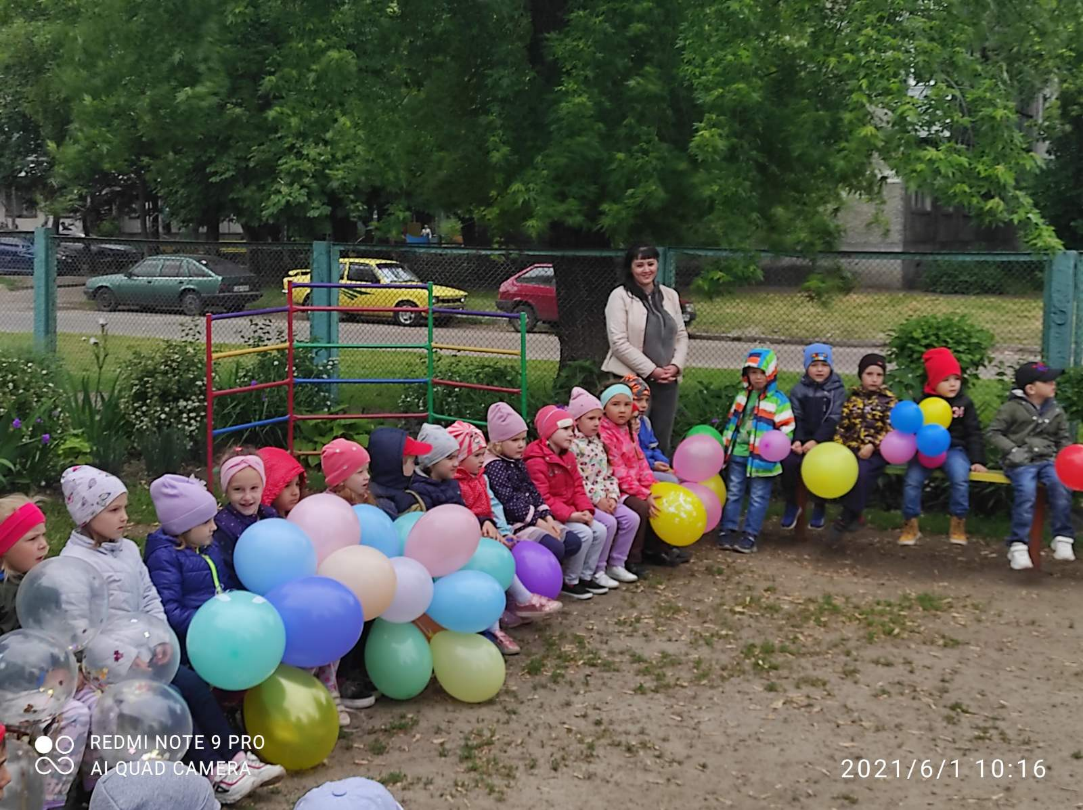 REDMI NOTE 9 PRO
AI QUAD CAMERA
2021/6/1 10:16